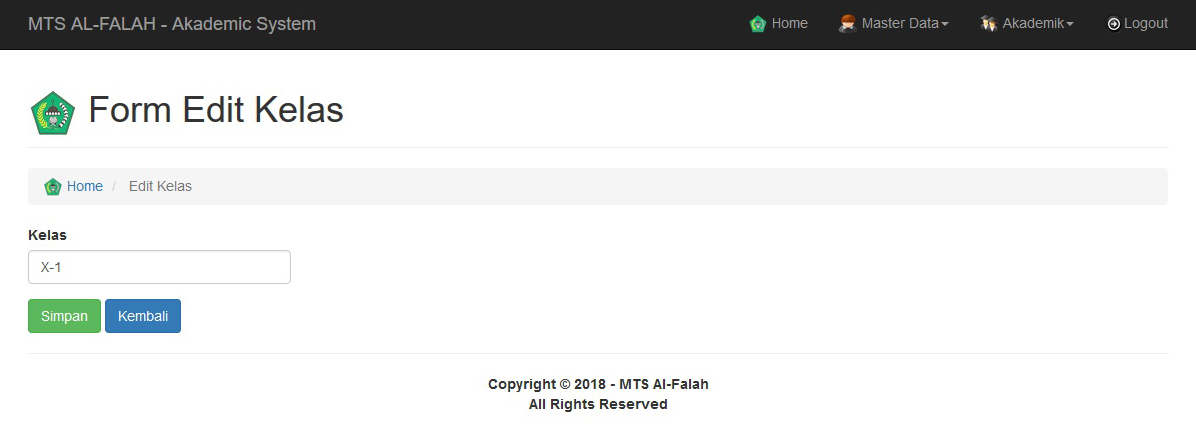 MTS AL-FALAH - Akademic System Home Master Data Akademik Logout
Form Edit Kelas
Home / Edit Kelas
Kelas
X-1
Simpan Kembali
Copyright © 2018 - MTS Al-Falah
All Rights Reserved